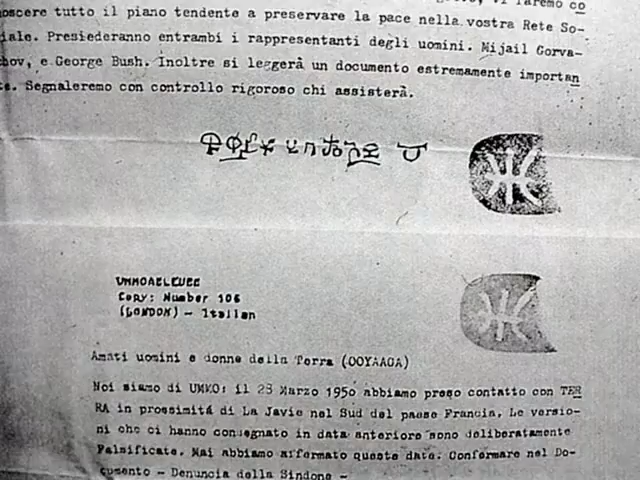 faremo co
noscere tutto il piano tendente a preservare la pace nella vostra Rete So-
iale. Presiederanno entrambi i rappresentanti degli uomini. Mijail Gorva-
chov, e George Bush. Inoltre si leggerà un documento estremamente importan
te. Segnaleremo con controllo rigoroso chi assisterà.
UMMOAELEUEE
Copy: Number 106
(LONDON) - Italian
Amati uomini e donne della Terra (OOYAAGA)
Noi siamo di UMMO: il 28 Marzo 1950 abbiamo preso contatto con TER
RA in prossimitá di La Javie nel Sud del paese Francia. Le versio-
ni che ci hanno consegnato in data anteriore sono deliberatamente
Falsificate. Mai abbiamo affermato queste date. Confermare nel Do-
cumento - Denuncia della Sindone -